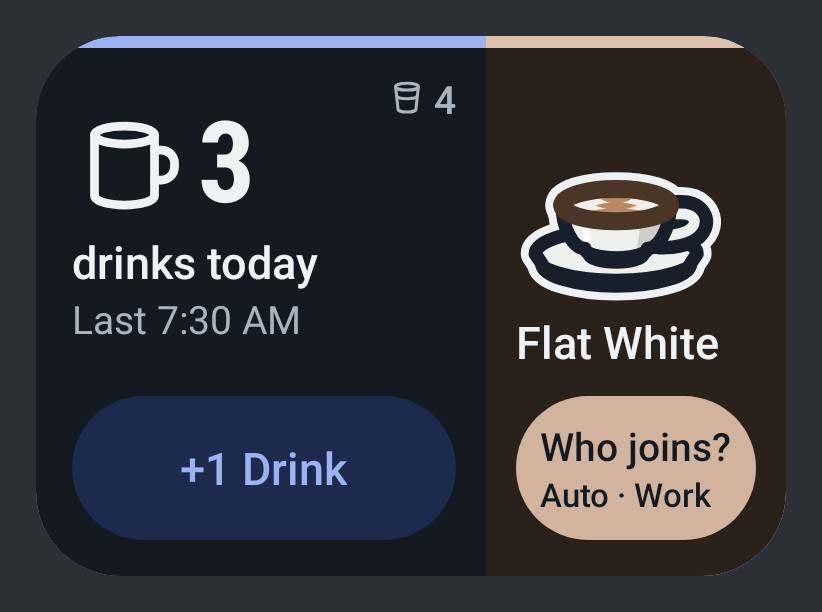 4
3
drinks today
Last 7:30 AM
+1 Drink
Flat White
Who joins?
Auto · Work